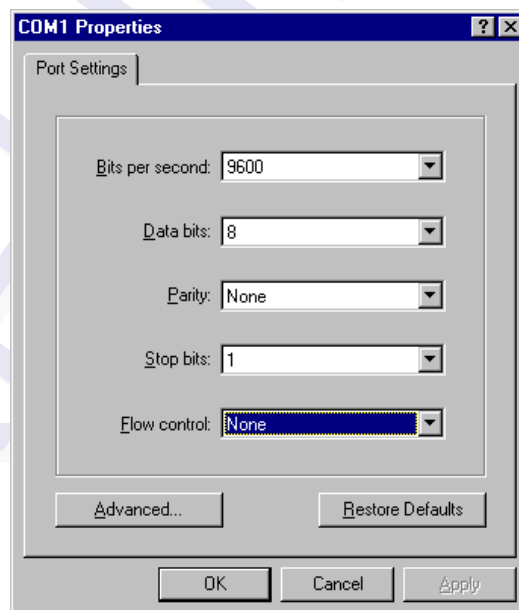 COM1 Properties
Port Settings
Bits per second: 9600
Data bits: 8
Parity: None
Stop bits: 1
Flow control: None
Advanced... Restore Defaults
OK Cancel Apply